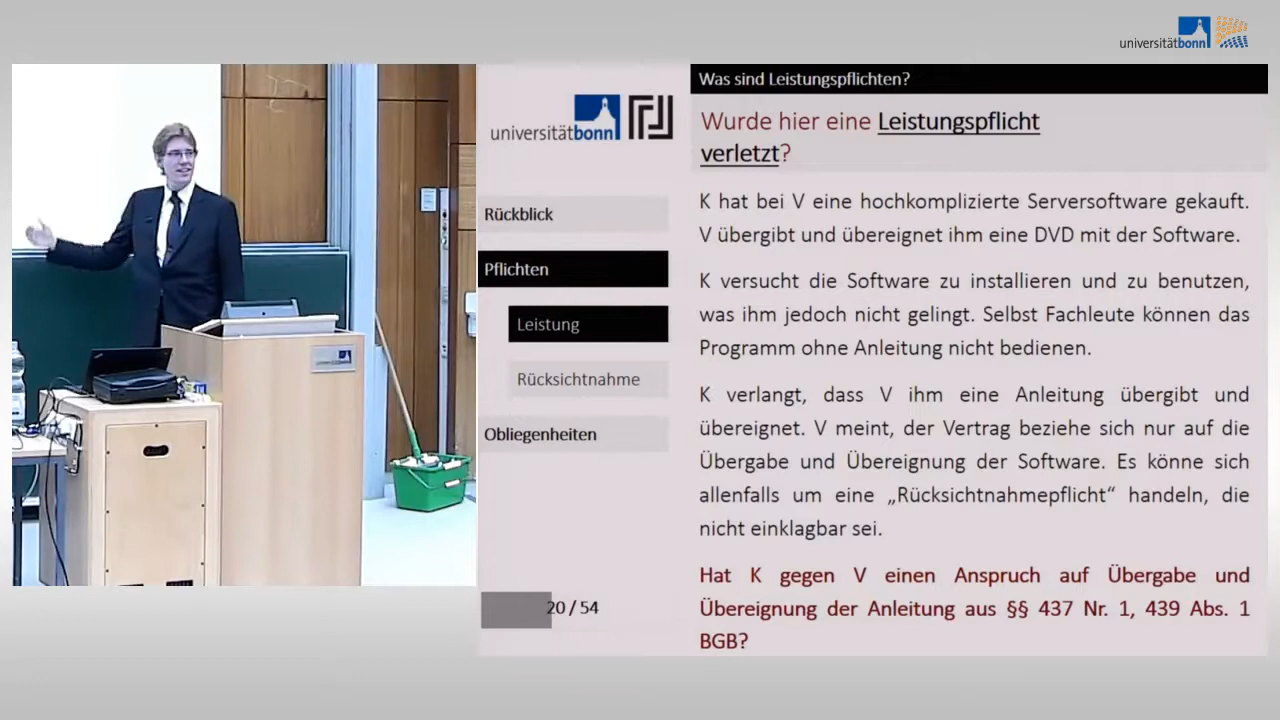 universitätbonn
Was sind Leistungspflichten?
universitätbonn
Wurde hier eine Leistungspflicht
verletzt?
Rückblick
Pflichten
Leistung
Rücksichtnahme
Obliegenheiten
20 / 54
K hat bei V eine hochkomplizierte Serversoftware gekauft.
V übergibt und übereignet ihm eine DVD mit der Software.
K versucht die Software zu installieren und zu benutzen,
was ihm jedoch nicht gelingt. Selbst Fachleute können das
Programm ohne Anleitung nicht bedienen.
K verlangt, dass V ihm eine Anleitung übergibt und
übereignet. V meint, der Vertrag beziehe sich nur auf die
Übergabe und Übereignung der Software. Es könne sich
allenfalls um eine „Rücksichtnahmepflicht“ handeln, die
nicht einklagbar sei.
Hat K gegen V einen Anspruch auf Übergabe und
Übereignung der Anleitung aus §§ 437 Nr. 1, 439 Abs. 1
BGB?